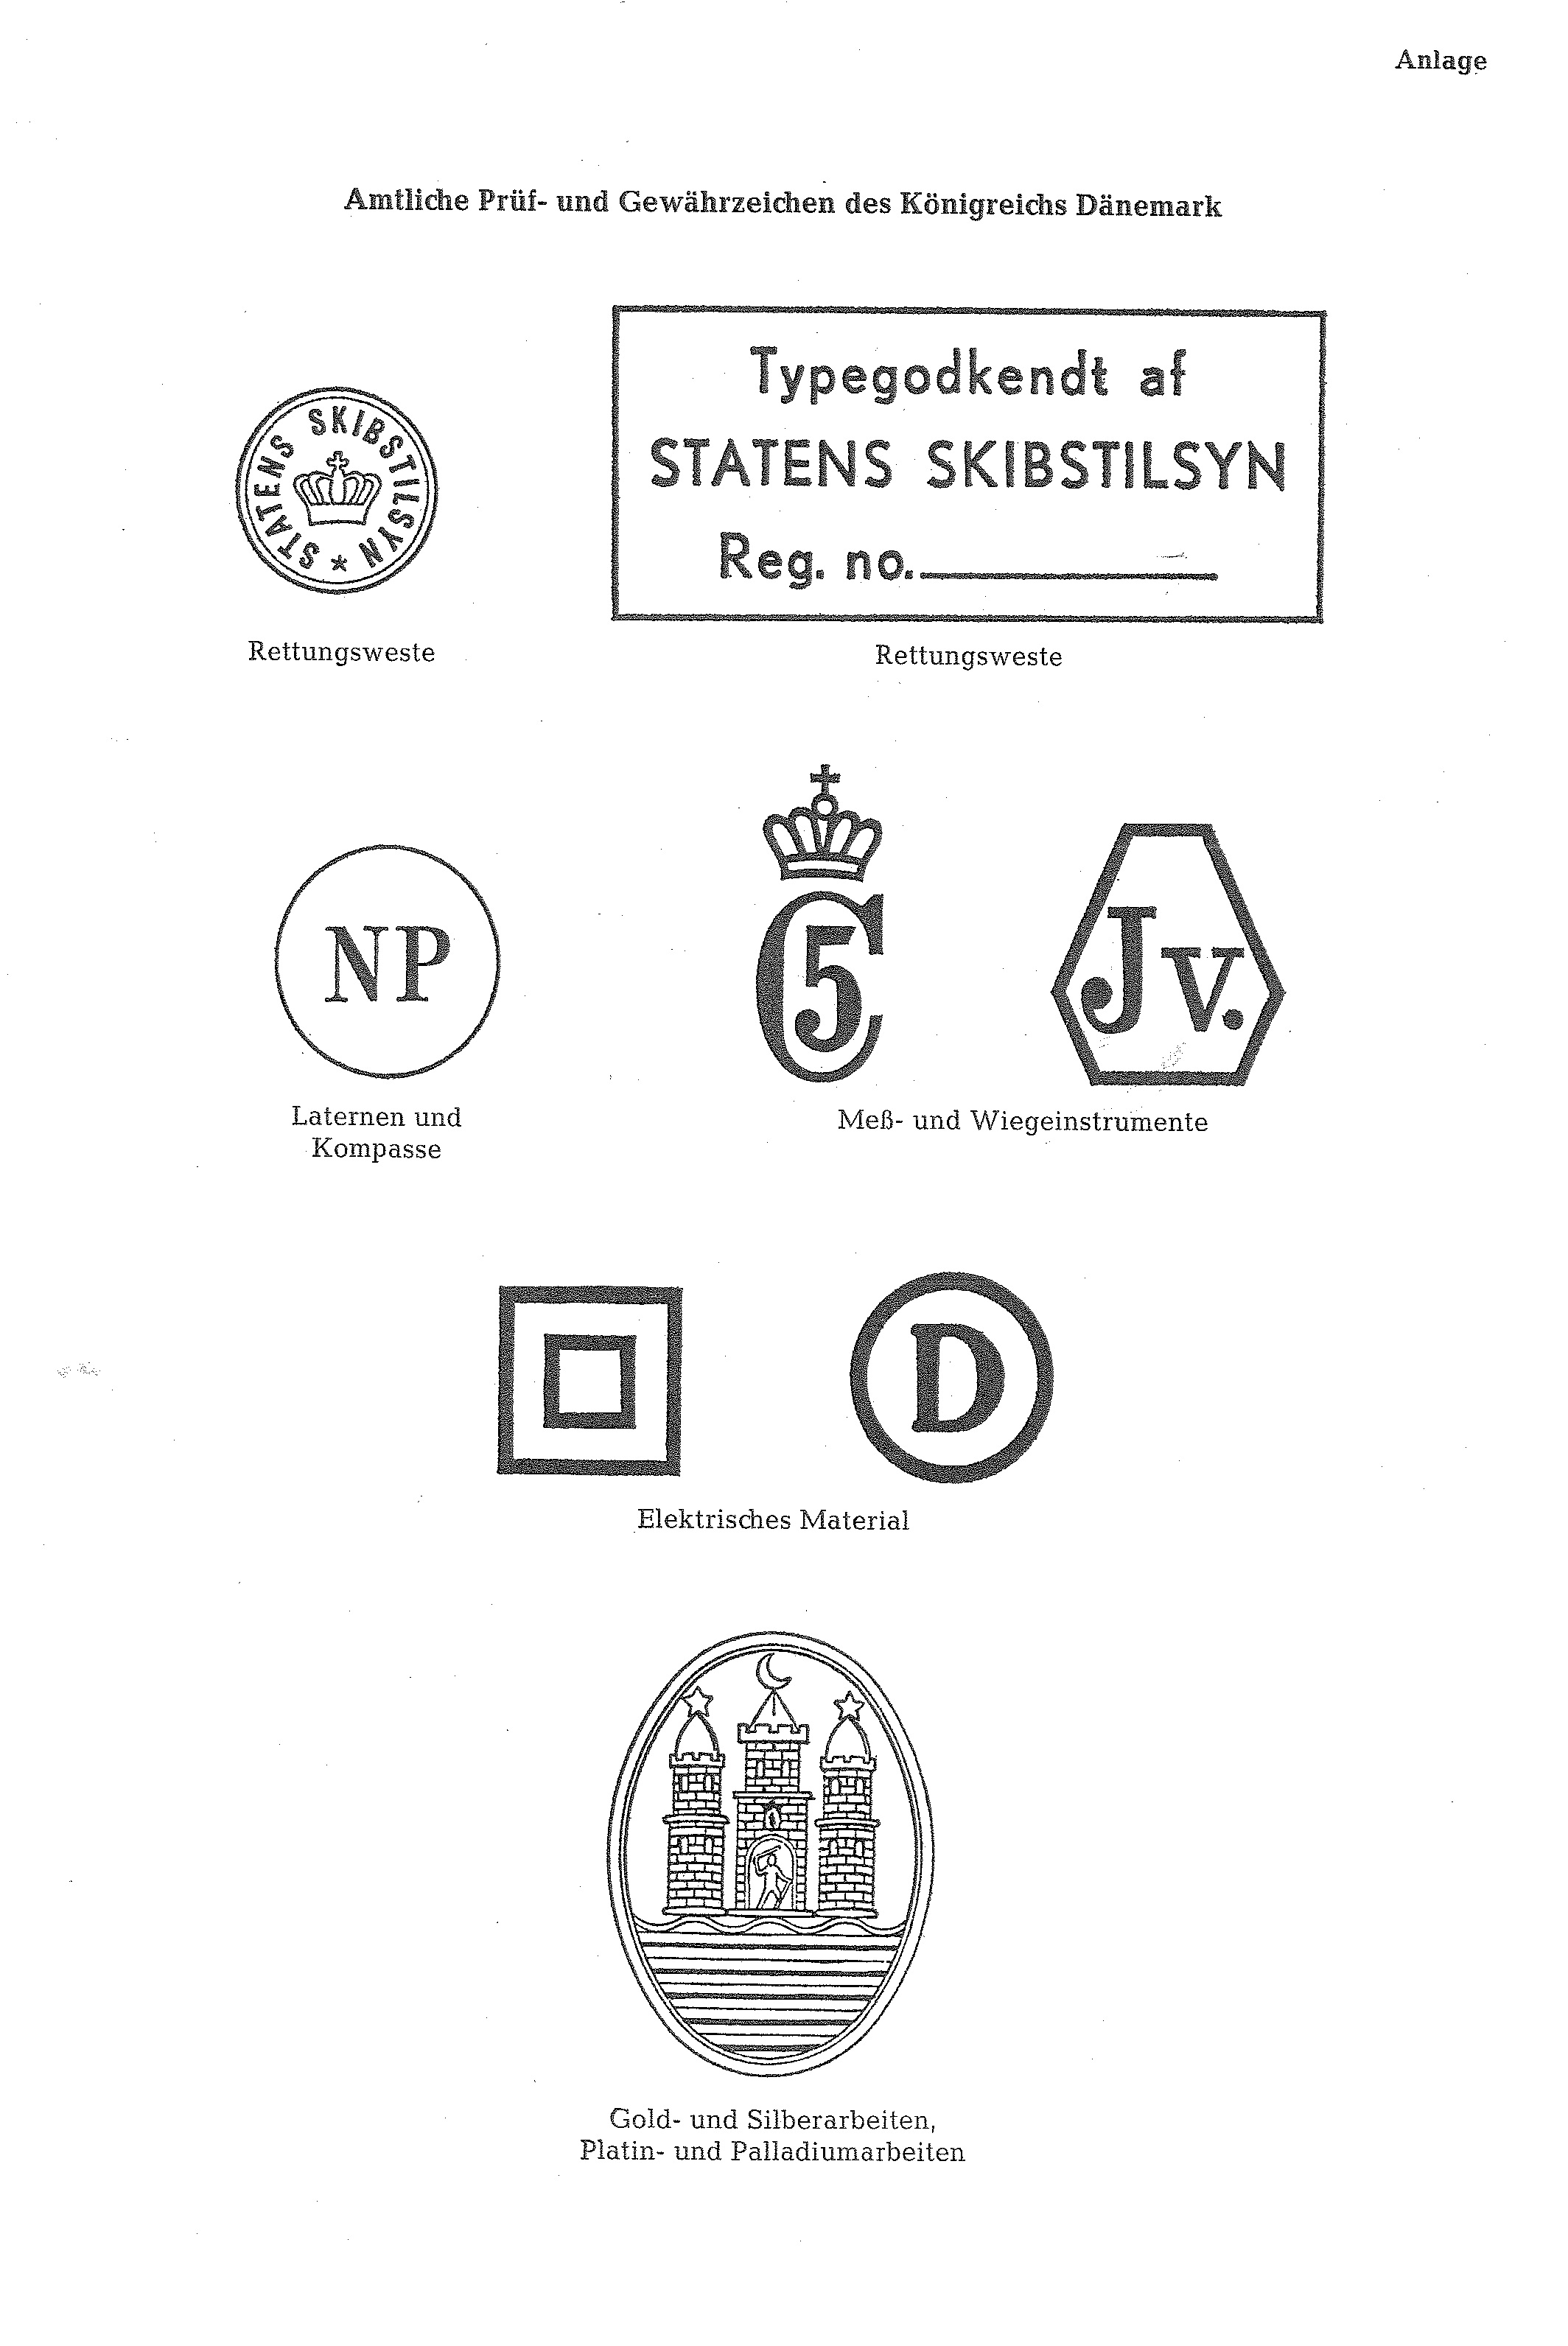 Anlage
Amtliche Prüf- und Gewährzeichen des Königreichs Dänemark
STATENS SKIBSTILSYN *
Typegodkendt af
STATENS SKIBSTILSYN
Reg. no.
Rettungsweste
Rettungsweste
NP
C5
Jv.
Laternen und
Kompasse
Meß- und Wiegeinstrumente
D
Elektrisches Material
Gold- und Silberarbeiten,
Platin- und Palladiumarbeiten